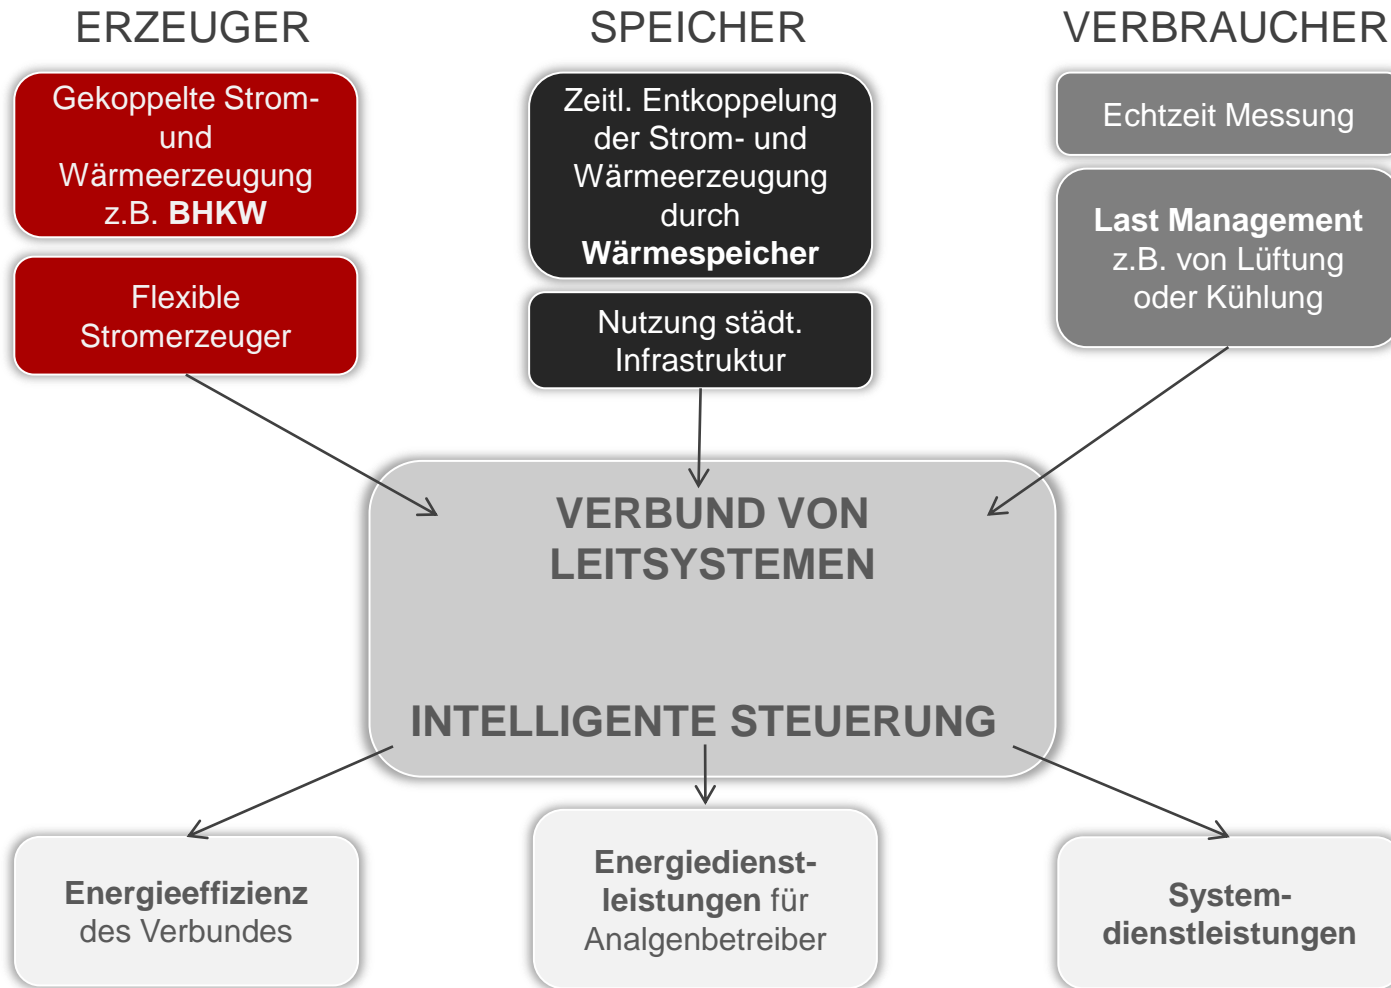 ERZEUGER
SPEICHER
VERBRAUCHER
Gekoppelte Strom-
und
Wärmeerzeugung
z.B. BHKW
Flexible
Stromerzeuger
Zeitl. Entkoppelung
der Strom- und
Wärmeerzeugung
durch
Wärmespeicher
Nutzung städt.
Infrastruktur
Echtzeit Messung
Last Management
z.B. von Lüftung
oder Kühlung
VERBUND VON
LEITSYSTEMEN
INTELLIGENTE STEUERUNG
Energieeffizienz
des Verbundes
Energiedienst-
leistungen für
Analgenbetreiber
System-
dienstleistungen